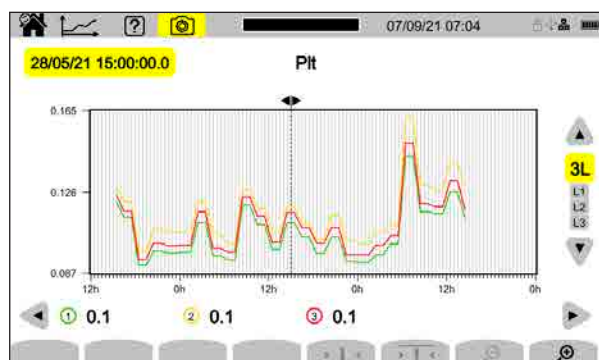 ?
07/09/21 07:04
28/05/21 15:00:00.0
Plt
0.165
0.126
0.087
12h 0h 12h 0h 12h 0h
3L
L1
L2
L3
1 0.1 2 0.1 3 0.1